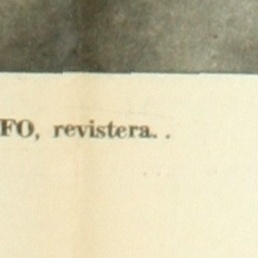 FO, revistera. .